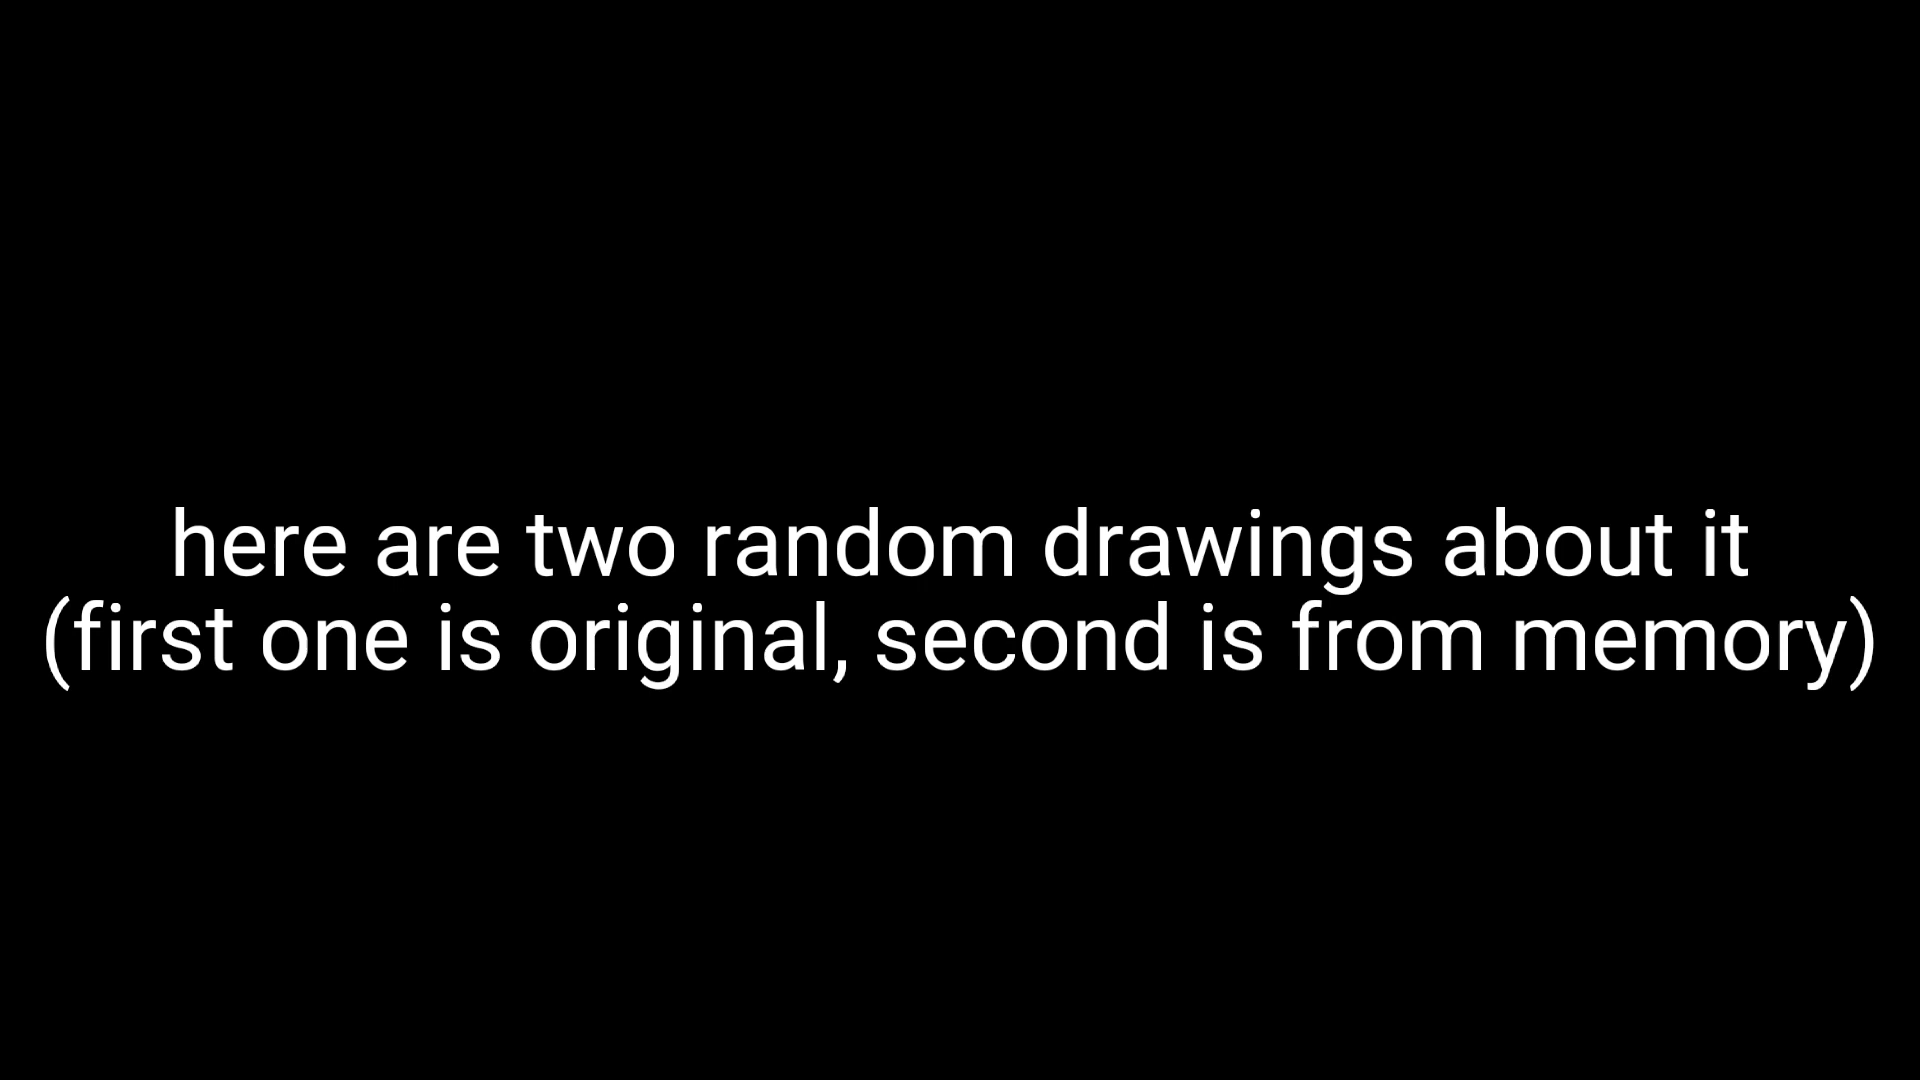 here are two random drawings about it
(first one is original, second is from memory)